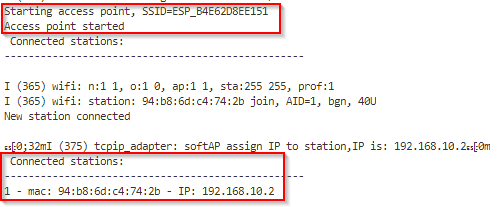 Starting access point, SSID=ESP_B4E62D8EE151
Access point started
Connected stations:
--------------------------------------------------
I (365) wifi: n:1 1, o:1 0, ap:1 1, sta:255 255, prof:1
I (365) wifi: station: 94:b8:6d:c4:74:2b join, AID=1, bgn, 40U
New station connected
[0;32mI (375) tcpip_adapter: softAP assign IP to station,IP is: 192.168.10.2[0m
Connected stations:
--------------------------------------------------
1 - mac: 94:b8:6d:c4:74:2b - IP: 192.168.10.2